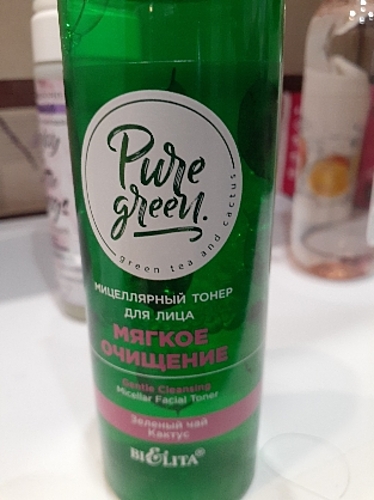 Pure
green.
green tea and cactus
МИЦЕЛЛЯРНЫЙ ТОНЕР
ДЛЯ ЛИЦА
МЯГКОЕ
ОЧИЩЕНИЕ
Gentle Cleansing
Micellar Facial Toner
Зеленый чай
Кактус
BIELITA®